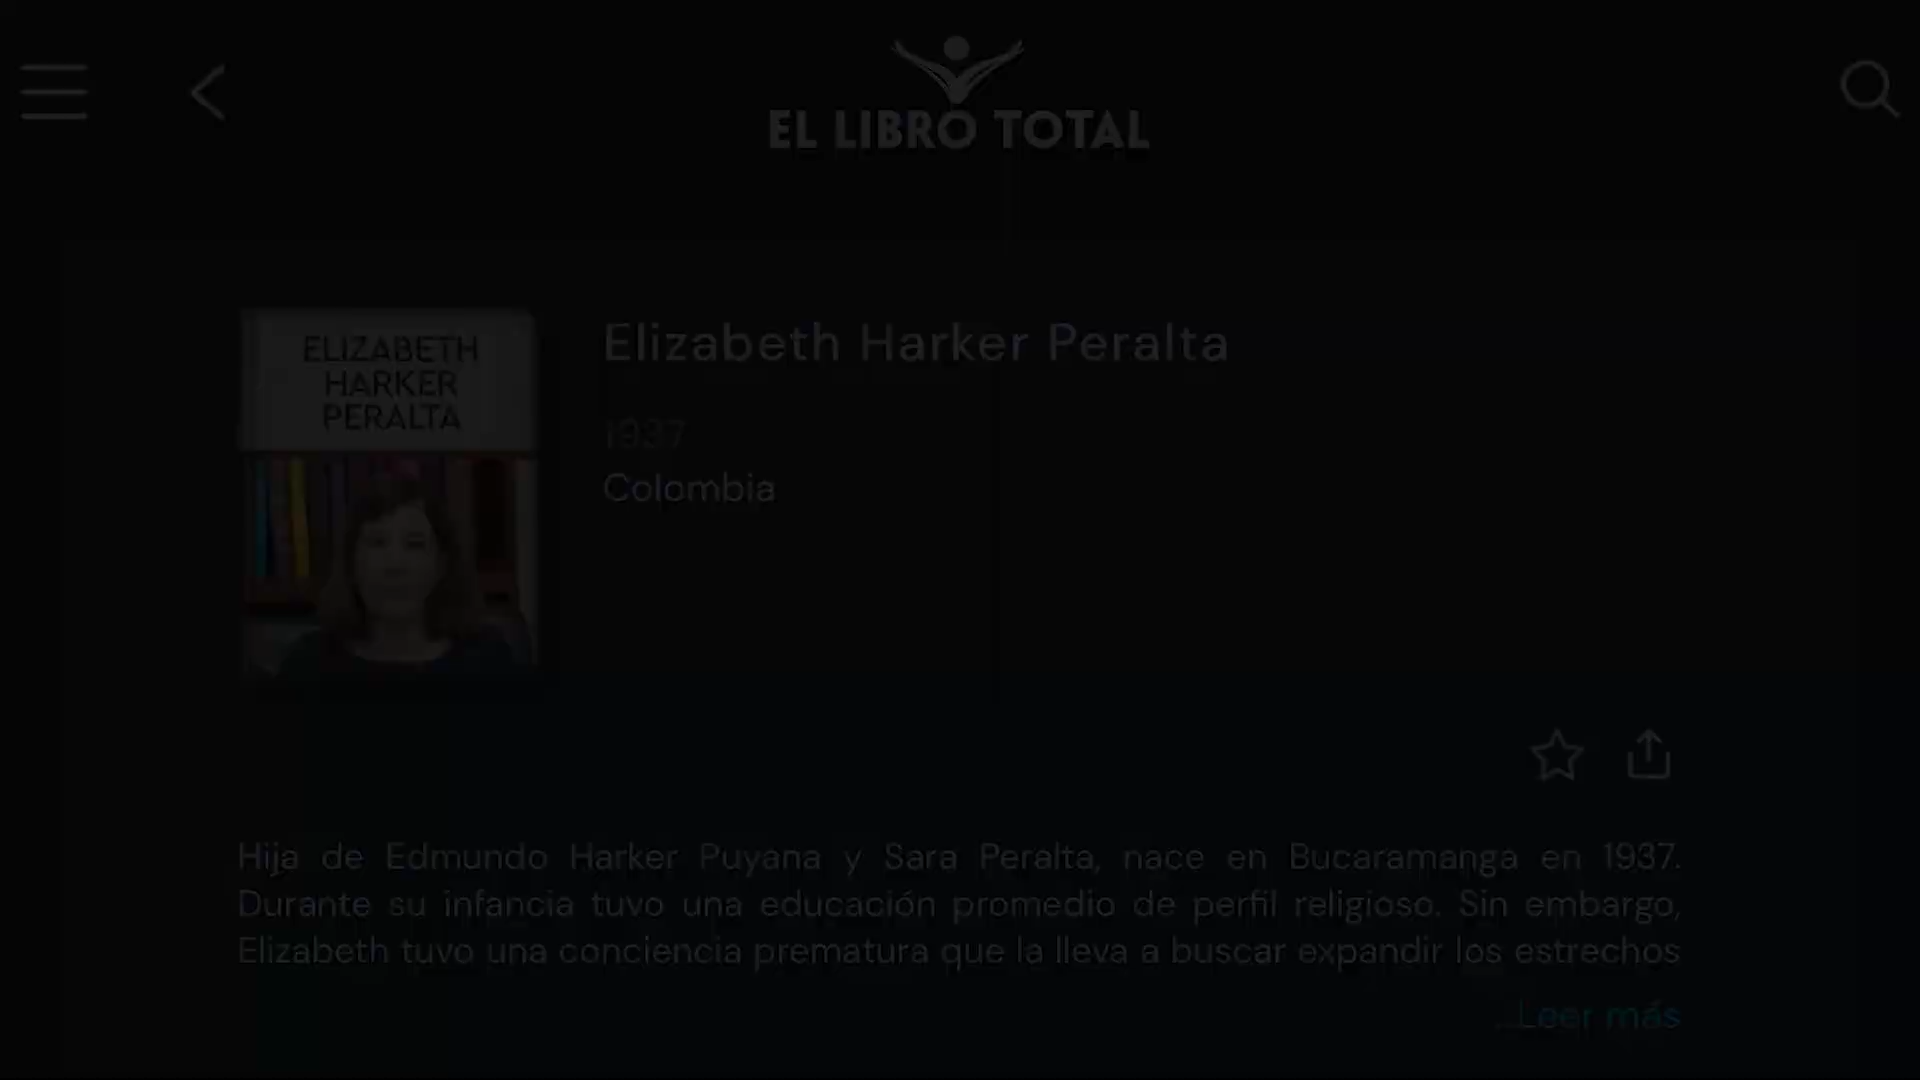 EL LIBRO TOTAL
ELIZABETH
HARKER
PERALTA
Elizabeth Harker Peralta
1937
Colombia
Hija de Edmundo Harker Puyana y Sara Peralta, nace en Bucaramanga en 1937.
Durante su infancia tuvo una educación promedio de perfil religioso. Sin embargo,
Elizabeth tuvo una conciencia prematura que la lleva a buscar expandir los estrechos
...Leer más